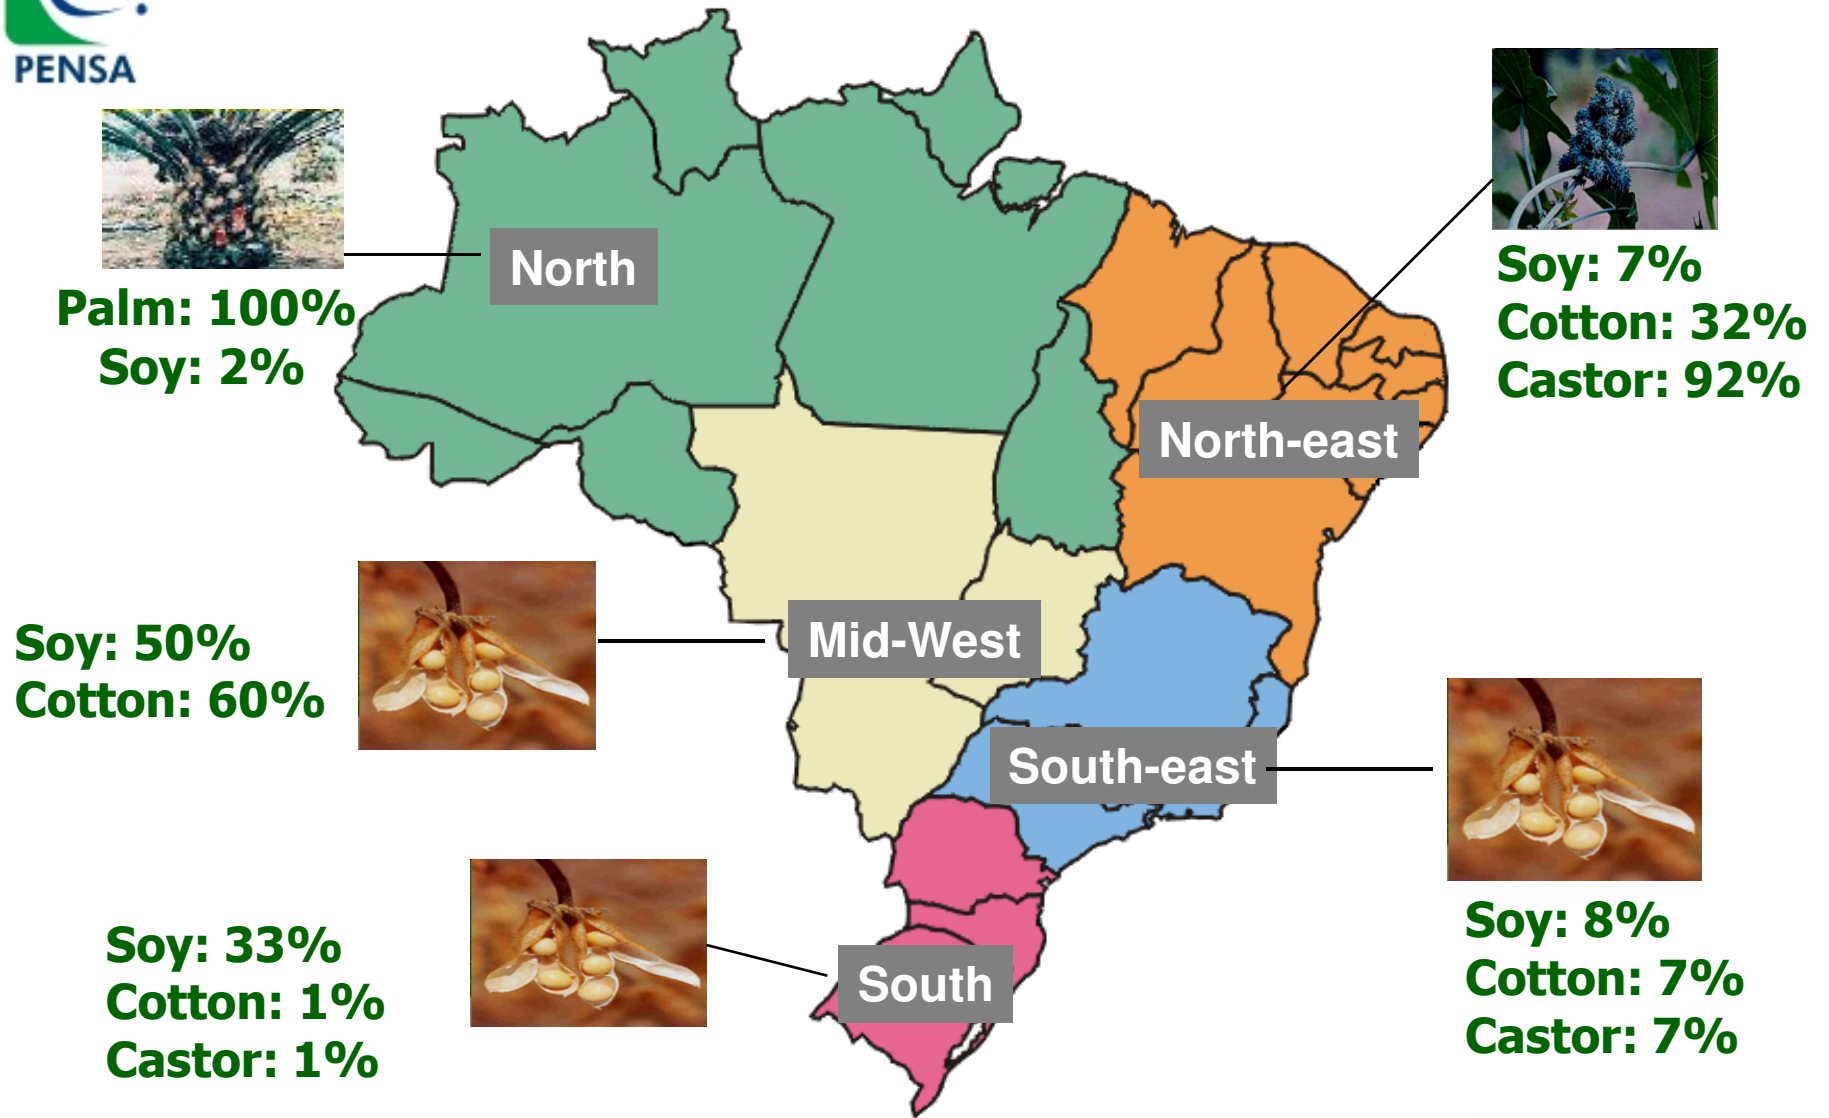 PENSA
North
Palm: 100%
Soy: 2%
Soy: 7%
Cotton: 32%
Castor: 92%
North-east
Soy: 50%
Cotton: 60%
Mid-West
South-east
Soy: 8%
Cotton: 7%
Castor: 7%
Soy: 33%
Cotton: 1%
Castor: 1%
South